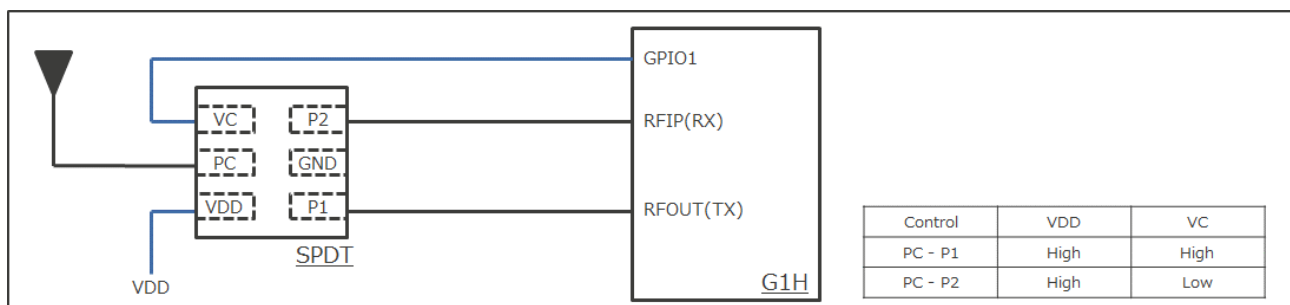 GPIO1
VC P2 RFIP(RX)
PC GND
VDD P1 RFOUT(TX)
SPDT
VDD
G1H
Control VDD VC
PC - P1 High High
PC - P2 High Low